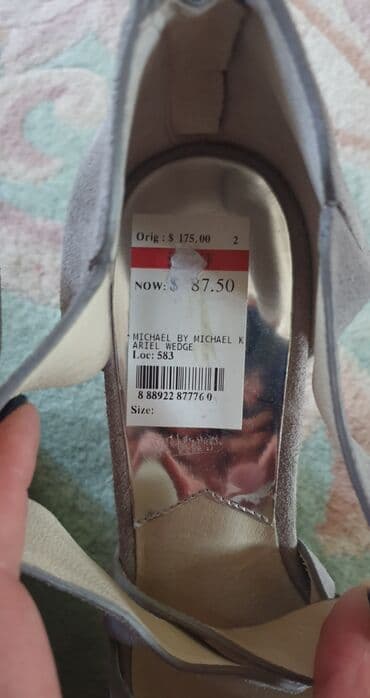 Orig : $ 175.00 2
NOW: $ 87.50
MICHAEL BY MICHAEL K
ARIEL WEDGE
Loc: 583
8 88922 87776 0
Size: